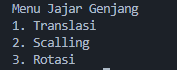 Menu Jajar Genjang
1. Translasi
2. Scalling
3. Rotasi